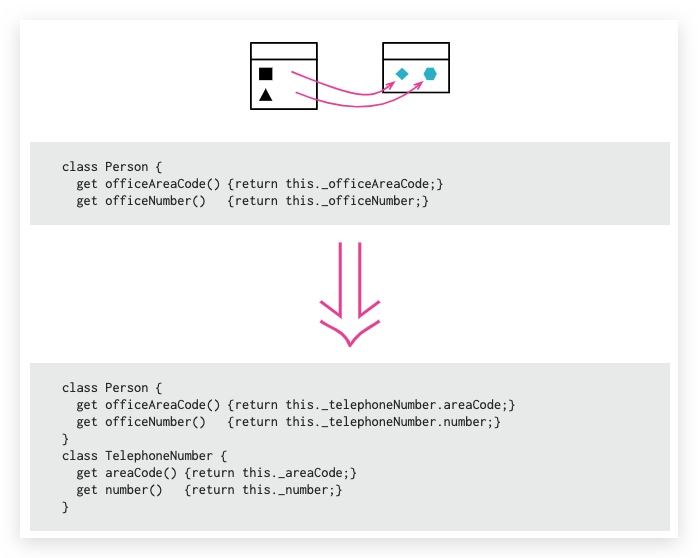 class Person {
  get officeAreaCode() {return this._officeAreaCode;}
  get officeNumber()   {return this._officeNumber;}
class Person {
  get officeAreaCode() {return this._telephoneNumber.areaCode;}
  get officeNumber()   {return this._telephoneNumber.number;}
}
class TelephoneNumber {
  get areaCode() {return this._areaCode;}
  get number()   {return this._number;}
}